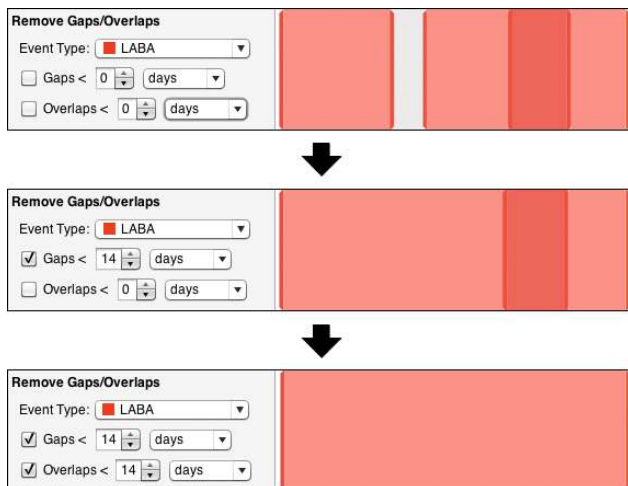 Remove Gaps/Overlaps
Event Type: LABA
Gaps < 0 days
Overlaps < 0 days
Remove Gaps/Overlaps
Event Type: LABA
Gaps < 14 days
Overlaps < 0 days
Remove Gaps/Overlaps
Event Type: LABA
Gaps < 14 days
Overlaps < 14 days